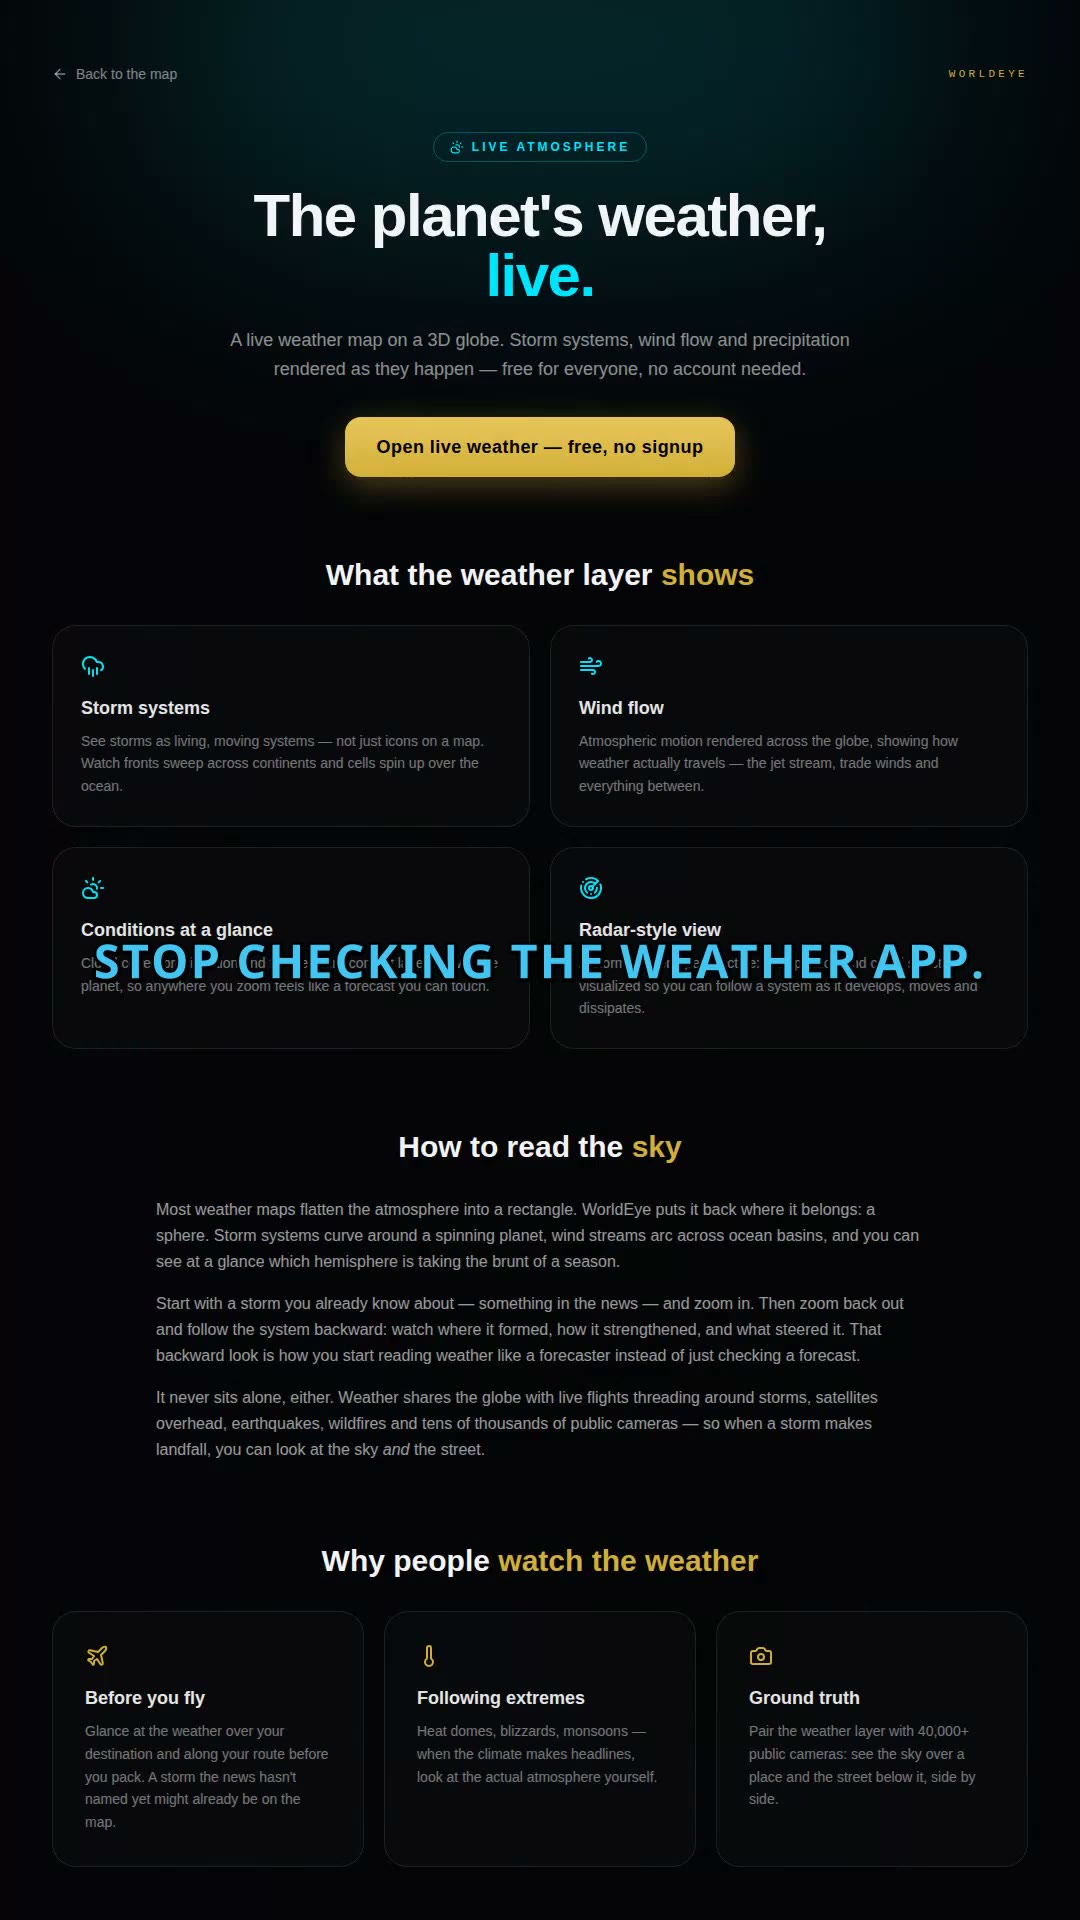 Back to the map
WORLDEYE
LIVE ATMOSPHERE
The planet's weather,
live.
A live weather map on a 3D globe. Storm systems, wind flow and precipitation
rendered as they happen — free for everyone, no account needed.
Open live weather — free, no signup
What the weather layer shows
Storm systems
See storms as living, moving systems — not just icons on a map.
Watch fronts sweep across continents and cells spin up over the
ocean.
Wind flow
Atmospheric motion rendered across the globe, showing how
weather actually travels — the jet stream, trade winds and
everything between.
Conditions at a glance
planet, so anywhere you zoom feels like a forecast you can touch.
Radar-style view
visualized so you can follow a system as it develops, moves and
dissipates.
STOP CHECKING THE WEATHER APP.
How to read the sky
Most weather maps flatten the atmosphere into a rectangle. WorldEye puts it back where it belongs: a
sphere. Storm systems curve around a spinning planet, wind streams arc across ocean basins, and you can
see at a glance which hemisphere is taking the brunt of a season.
Start with a storm you already know about — something in the news — and zoom in. Then zoom back out
and follow the system backward: watch where it formed, how it strengthened, and what steered it. That
backward look is how you start reading weather like a forecaster instead of just checking a forecast.
It never sits alone, either. Weather shares the globe with live flights threading around storms, satellites
overhead, earthquakes, wildfires and tens of thousands of public cameras — so when a storm makes
landfall, you can look at the sky and the street.
Why people watch the weather
Before you fly
Glance at the weather over your
destination and along your route before
you pack. A storm the news hasn't
named yet might already be on the
map.
Following extremes
Heat domes, blizzards, monsoons —
when the climate makes headlines,
look at the actual atmosphere yourself.
Ground truth
Pair the weather layer with 40,000+
public cameras: see the sky over a
place and the street below it, side by
side.